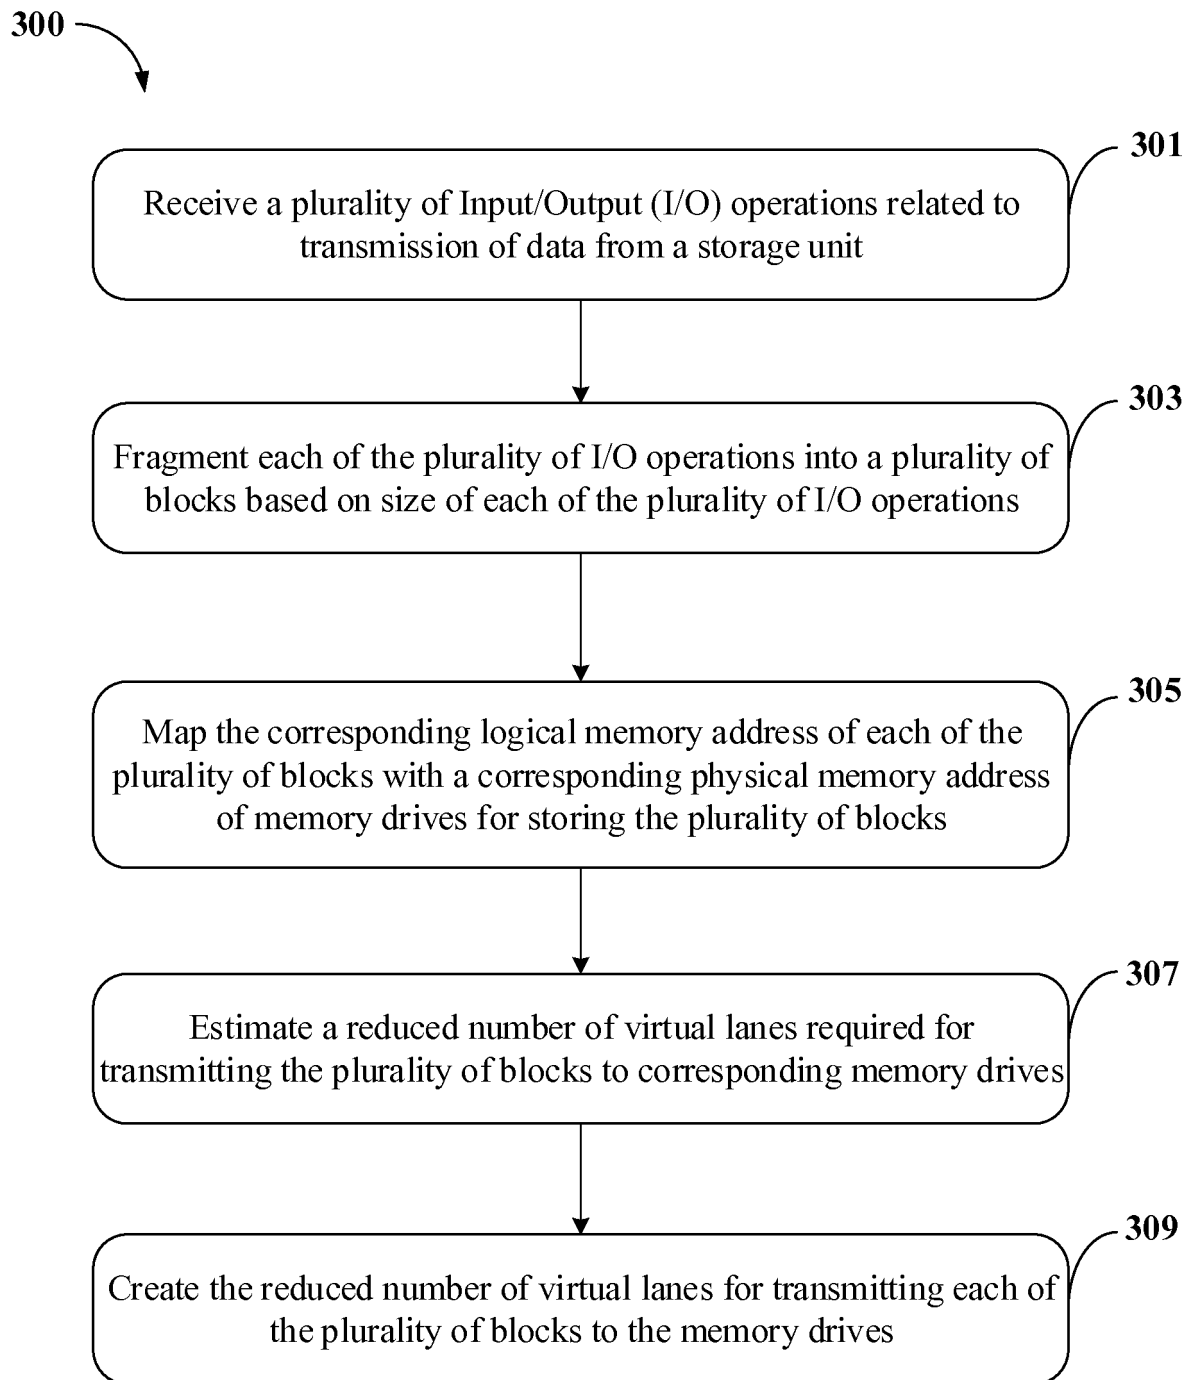 300
301
Receive a plurality of Input/Output (I/O) operations related to
transmission of data from a storage unit
303
Fragment each of the plurality of I/O operations into a plurality of
blocks based on size of each of the plurality of I/O operations
305
Map the corresponding logical memory address of each of the
plurality of blocks with a corresponding physical memory address
of memory drives for storing the plurality of blocks
307
Estimate a reduced number of virtual lanes required for
transmitting the plurality of blocks to corresponding memory drives
309
Create the reduced number of virtual lanes for transmitting each of
the plurality of blocks to the memory drives